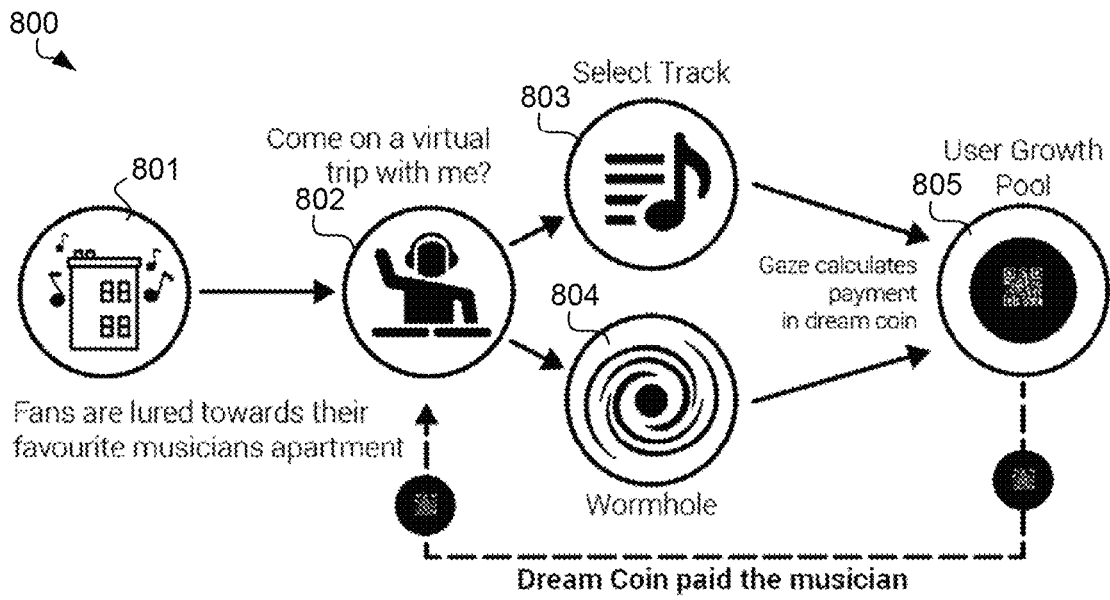 800
801
Fans are lured towards their
favourite musicians apartment
Come on a virtual
trip with me?
802
Select Track
803
804
Wormhole
User Growth
Pool
805
Gaze calculates
payment
in dream coin
Dream Coin paid the musician